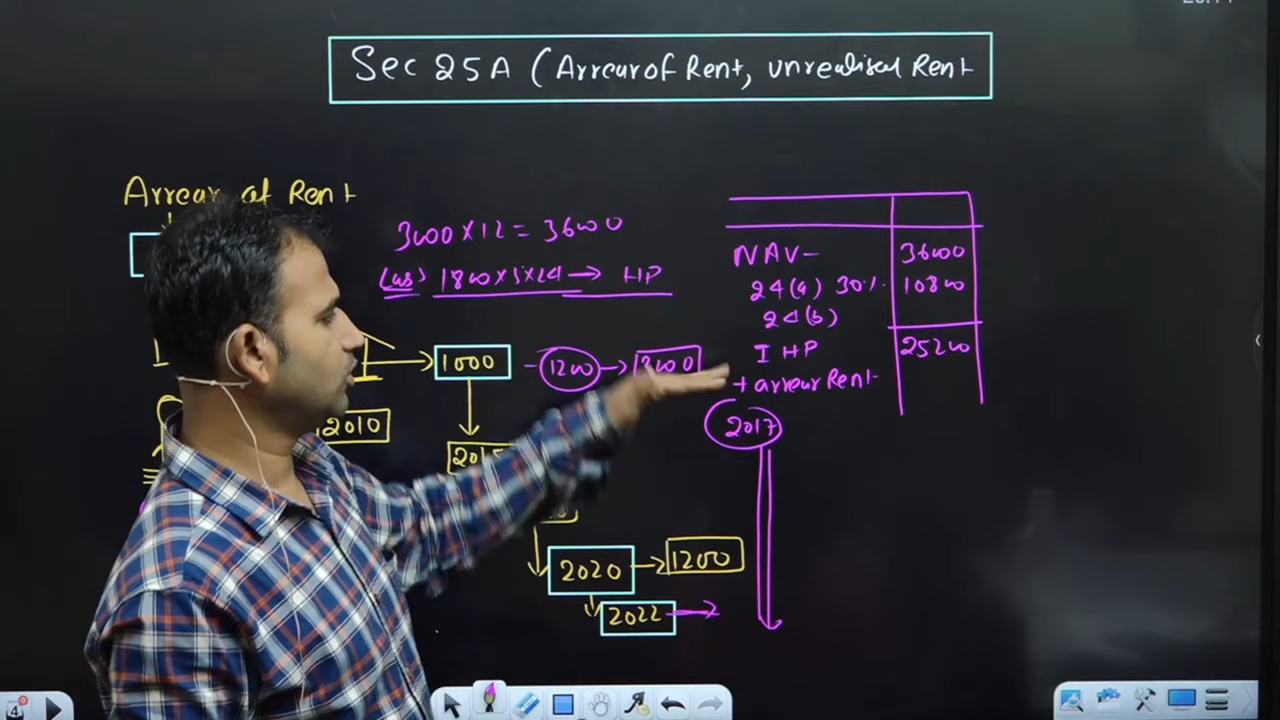 Sec 25A (Arrear of Rent, unrealised Rent
Arrear of Rent
3000×12 = 36000
1800×5×24 → HP
NAV- 36000
24(a) 30%. 10800
24(b)
I HP 25200
+ arrear Rent-
1000 - 1200 → 3000
2010
2017
2020 → 1200
2022 →